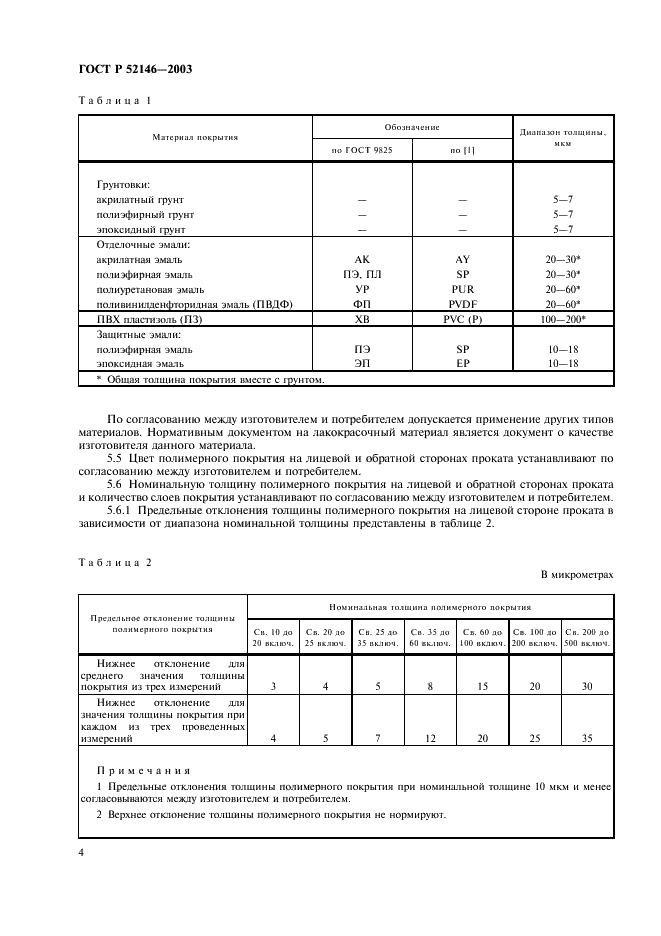 ГОСТ Р 52146—2003
Таблица 1
Материал покрытия
Обозначение
Диапазон толщины,
мкм
по ГОСТ 9825
по [1]
Грунтовки:
акрилатный грунт — — 5—7
полиэфирный грунт — — 5—7
эпоксидный грунт — — 5—7
Отделочные эмали:
акрилатная эмаль АК AY 20—30*
полиэфирная эмаль ПЭ, ПЛ SP 20—30*
полиуретановая эмаль УР PUR 20—60*
поливинилденфторидная эмаль (ПВДФ) ФП PVDF 20—60*
ПВХ пластизоль (ПЗ) ХВ PVC (P) 100—200*
Защитные эмали:
полиэфирная эмаль ПЭ SP 10—18
эпоксидная эмаль ЭП EP 10—18
* Общая толщина покрытия вместе с грунтом.
По согласованию между изготовителем и потребителем допускается применение других типов
материалов. Нормативным документом на лакокрасочный материал является документ о качестве
изготовителя данного материала.
5.5 Цвет полимерного покрытия на лицевой и обратной сторонах проката устанавливают по
согласованию между изготовителем и потребителем.
5.6 Номинальную толщину полимерного покрытия на лицевой и обратной сторонах проката
и количество слоев покрытия устанавливают по согласованию между изготовителем и потребителем.
5.6.1 Предельные отклонения толщины полимерного покрытия на лицевой стороне проката в
зависимости от диапазона номинальной толщины представлены в таблице 2.
Таблица 2
В микрометрах
Предельное отклонение толщины
полимерного покрытия
Номинальная толщина полимерного покрытия
Св. 10 до Св. 20 до Св. 25 до Св. 35 до Св. 60 до Св. 100 до Св. 200 до
20 включ. 25 включ. 35 включ. 60 включ. 100 включ. 200 включ. 500 включ.
Нижнее отклонение для
среднего значения толщины
покрытия из трех измерений 3 4 5 8 15 20 30
Нижнее отклонение для
значения толщины покрытия при
каждом из трех проведенных
измерений 4 5 7 12 20 25 35
Примечания
1 Предельные отклонения толщины полимерного покрытия при номинальной толщине 10 мкм и менее
согласовываются между изготовителем и потребителем.
2 Верхнее отклонение толщины полимерного покрытия не нормируют.
4